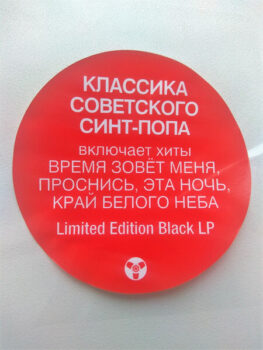 КЛАССИКА
СОВЕТСКОГО
СИНТ-ПОПА
включает хиты
ВРЕМЯ ЗОВЁТ МЕНЯ,
ПРОСНИСЬ, ЭТА НОЧЬ,
КРАЙ БЕЛОГО НЕБА
Limited Edition Black LP